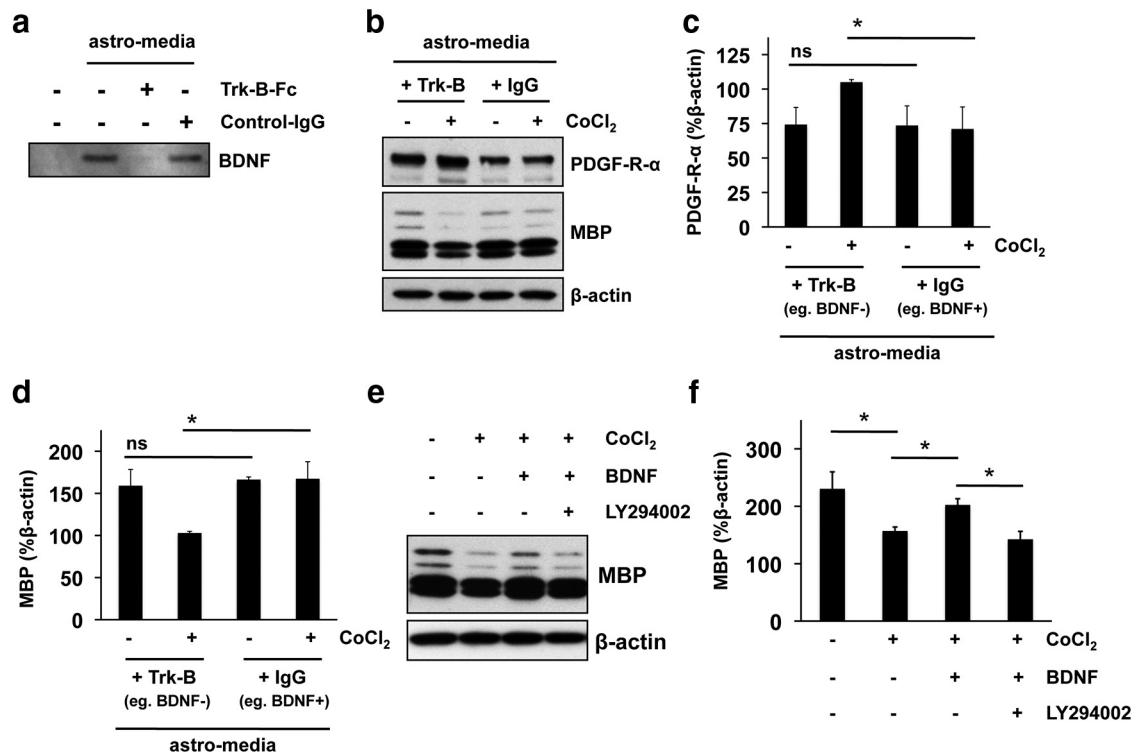 a
astro-media
- - + - Trk-B-Fc
- - - + Control-IgG
BDNF
b
astro-media
+ Trk-B + IgG
- + - + CoCl2
PDGF-R-α
MBP
β-actin
c
*
ns
125
100
75
50
25
0
PDGF-R-α (%β-actin)
- + - + CoCl2
+ Trk-B + IgG
(eg. BDNF-) (eg. BDNF+)
astro-media
d
*
ns
200
150
100
50
0
MBP (%β-actin)
- + - + CoCl2
+ Trk-B + IgG
(eg. BDNF-) (eg. BDNF+)
astro-media
e
- + + + CoCl2
- - + + BDNF
- - - + LY294002
MBP
β-actin
f
* * *
300
200
100
0
MBP (%β-actin)
- + + + CoCl2
- - + + BDNF
- - - + LY294002